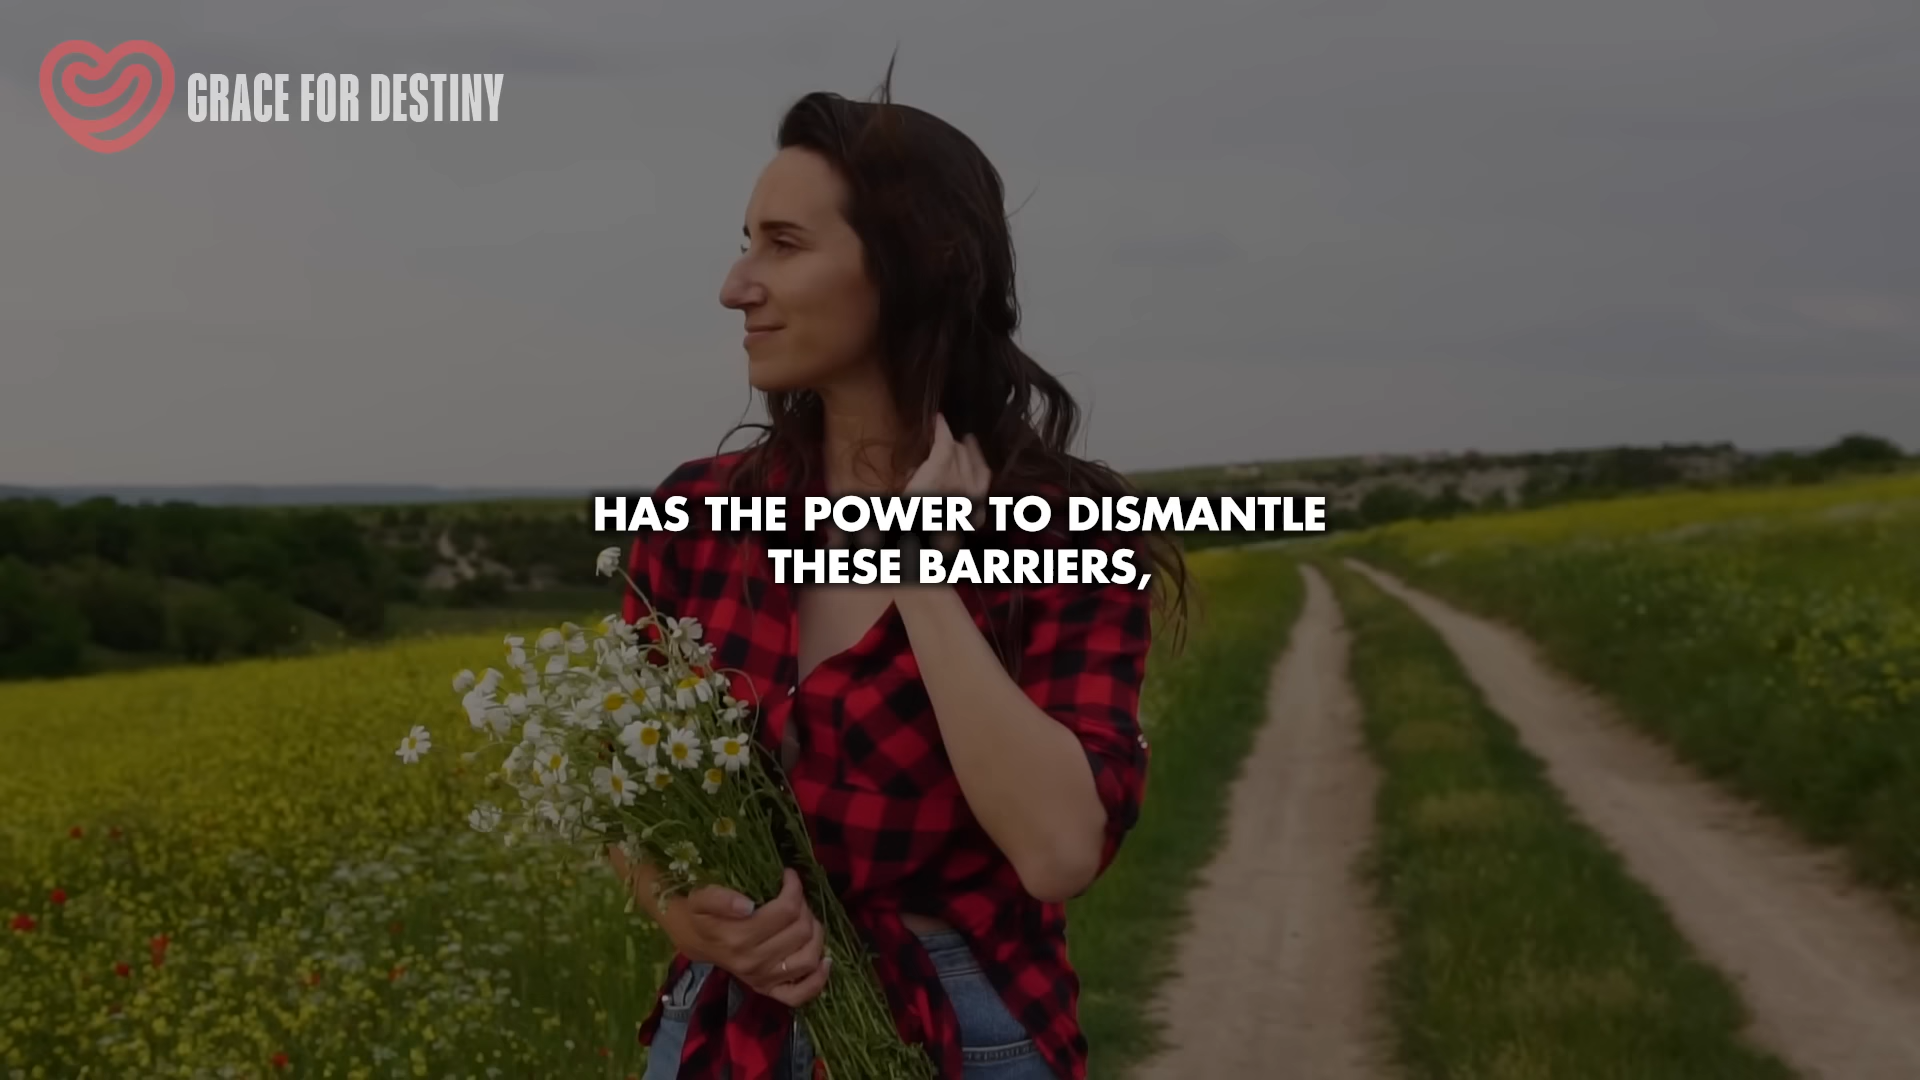 GRACE FOR DESTINY
HAS THE POWER TO DISMANTLE
THESE BARRIERS,